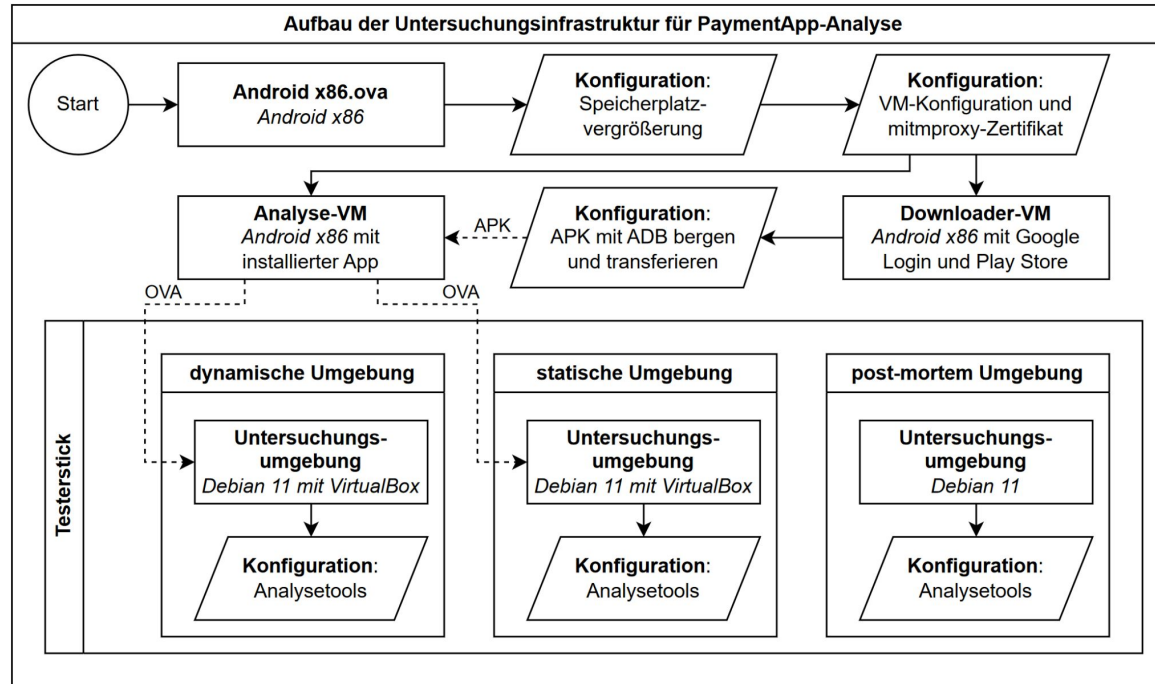 Aufbau der Untersuchungsinfrastruktur für PaymentApp-Analyse
Start
Android x86.ova
Android x86
Konfiguration:
Speicherplatz-
vergrößerung
Konfiguration:
VM-Konfiguration und
mitmproxy-Zertifikat
Analyse-VM
Android x86 mit
installierter App
APK
Konfiguration:
APK mit ADB bergen
und transferieren
Downloader-VM
Android x86 mit Google
Login und Play Store
OVA
OVA
Testerstick
dynamische Umgebung
Untersuchungs-
umgebung
Debian 11 mit VirtualBox
Konfiguration:
Analysetools
statische Umgebung
Untersuchungs-
umgebung
Debian 11 mit VirtualBox
Konfiguration:
Analysetools
post-mortem Umgebung
Untersuchungs-
umgebung
Debian 11
Konfiguration:
Analysetools